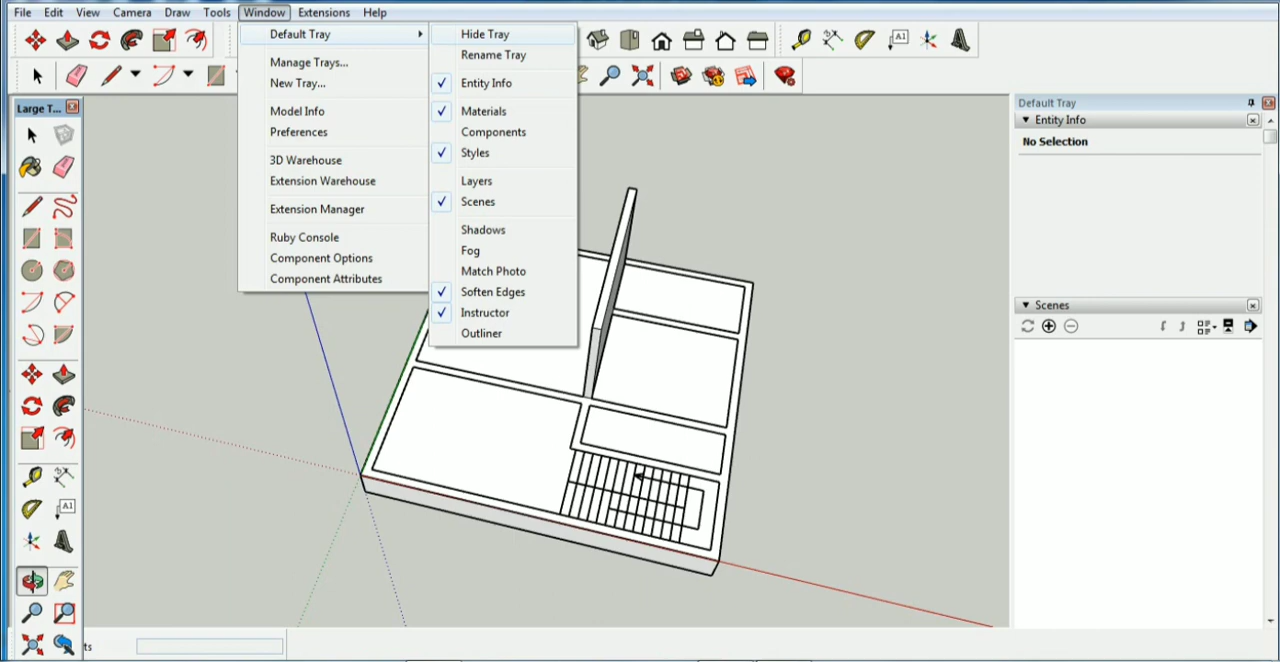 File Edit View Camera Draw Tools Window Extensions Help
Default Tray
Manage Trays...
New Tray...
Model Info
Preferences
3D Warehouse
Extension Warehouse
Extension Manager
Ruby Console
Component Options
Component Attributes
Hide Tray
Rename Tray
Entity Info
Materials
Components
Styles
Layers
Scenes
Shadows
Fog
Match Photo
Soften Edges
Instructor
Outliner
A1
Large T...
A1
Default Tray
Entity Info
No Selection
Scenes
ts